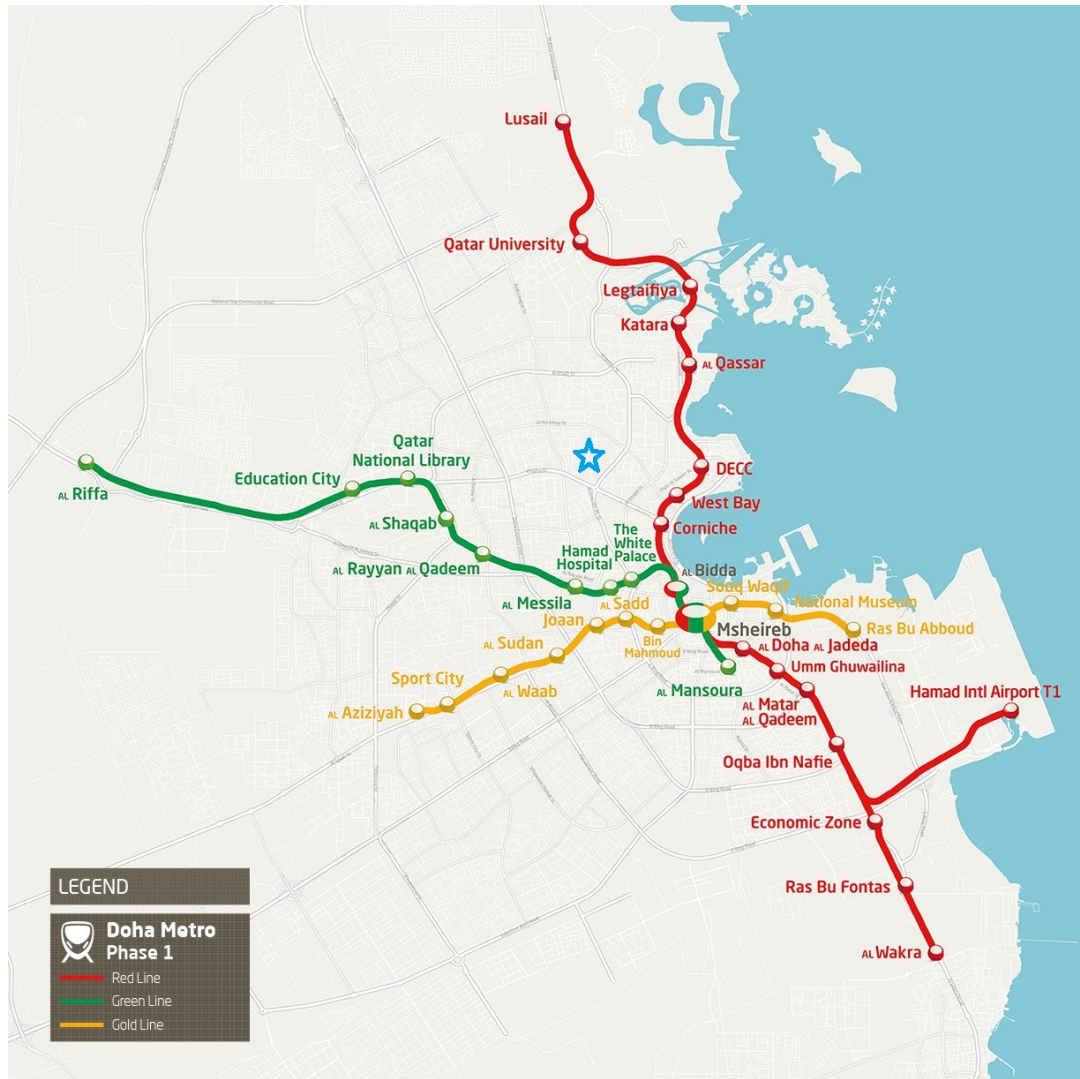 Lusail
Qatar University
Legtaifiya
Katara
AL Qassar
DECC
West Bay
Corniche
AL Bidda
Qatar
National Library
Education City
AL Riffa
AL Shaqab
AL Rayyan AL Qadeem
AL Messila
Hamad
Hospital
The
White
Palace
AL Sadd
Joaan
Bin
Mahmoud
AL Sudan
Sport City
AL Waab
AL Aziziyah
Souq Waqif
National Museum
Ras Bu Abboud
Msheireb
AL Doha AL Jadeda
Umm Ghuwailina
AL Mansoura
AL Matar
AL Qadeem
Hamad Intl Airport T1
Oqba Ibn Nafie
Economic Zone
Ras Bu Fontas
AL Wakra
LEGEND
Doha Metro
Phase 1
Red Line
Green Line
Gold Line